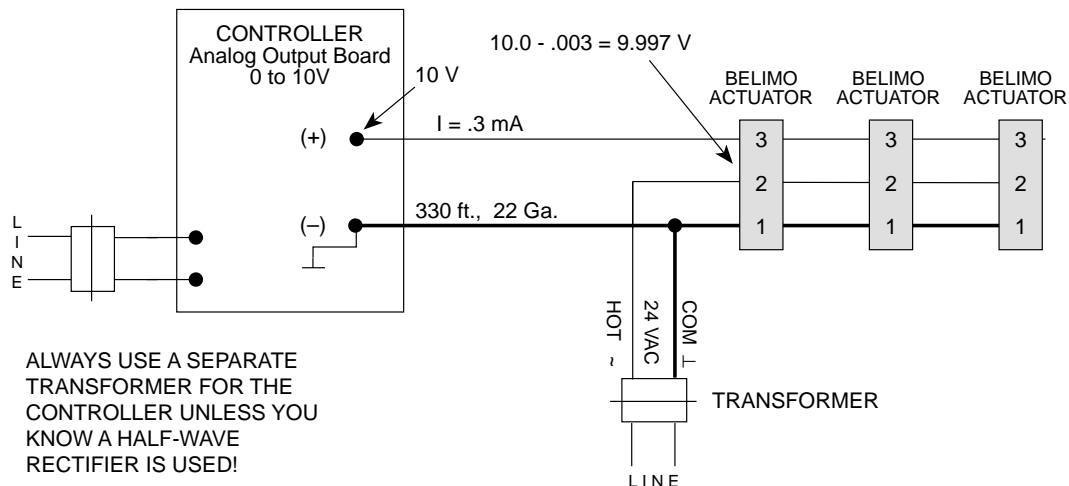 CONTROLLER
Analog Output Board
0 to 10V
10 V
10.0 - .003 = 9.997 V
BELIMO
ACTUATOR
BELIMO
ACTUATOR
BELIMO
ACTUATOR
(+)
I = .3 mA
3
3
3
2
2
2
(–)
330 ft., 22 Ga.
1
1
1
LINE
HOT ~
24 VAC
COM ⊥
TRANSFORMER
LINE
ALWAYS USE A SEPARATE
TRANSFORMER FOR THE
CONTROLLER UNLESS YOU
KNOW A HALF-WAVE
RECTIFIER IS USED!